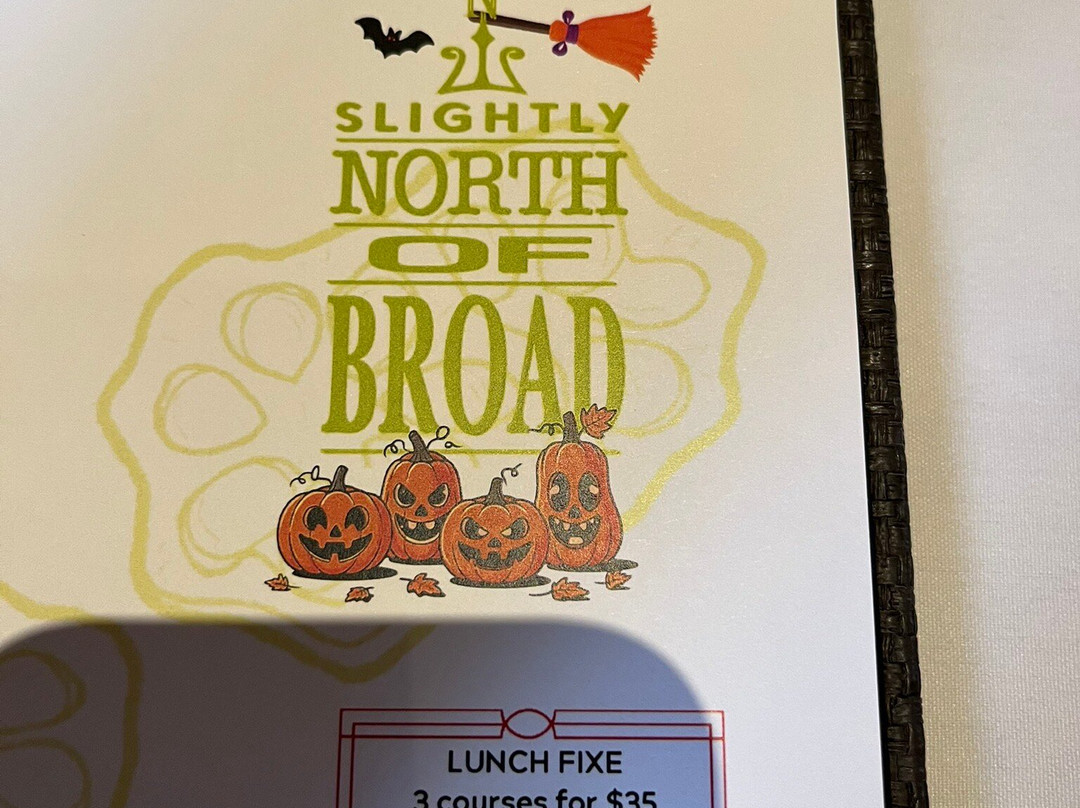 N
SLIGHTLY
NORTH
OF
BROAD
LUNCH FIXE
3 courses for $35